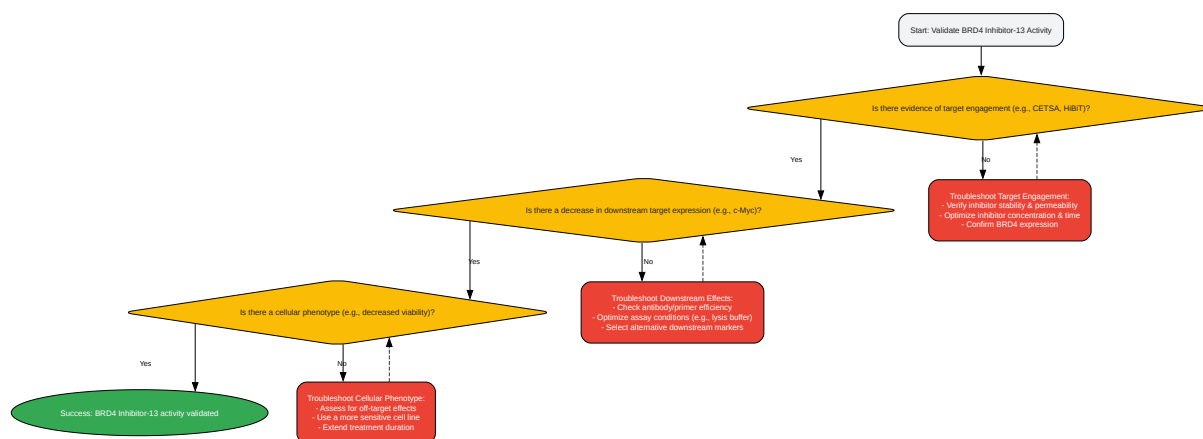 Start: Validate BRD4 Inhibitor-13 Activity
Is there evidence of target engagement (e.g., CETSA, HiBiT)?
Yes
No
Troubleshoot Target Engagement:
- Verify inhibitor stability & permeability
- Optimize inhibitor concentration & time
- Confirm BRD4 expression
Is there a decrease in downstream target expression (e.g., c-Myc)?
Yes
No
Troubleshoot Downstream Effects:
- Check antibody/primer efficiency
- Optimize assay conditions (e.g., lysis buffer)
- Select alternative downstream markers
Is there a cellular phenotype (e.g., decreased viability)?
Yes
No
Troubleshoot Cellular Phenotype:
- Assess for off-target effects
- Use a more sensitive cell line
- Extend treatment duration
Success: BRD4 Inhibitor-13 activity validated